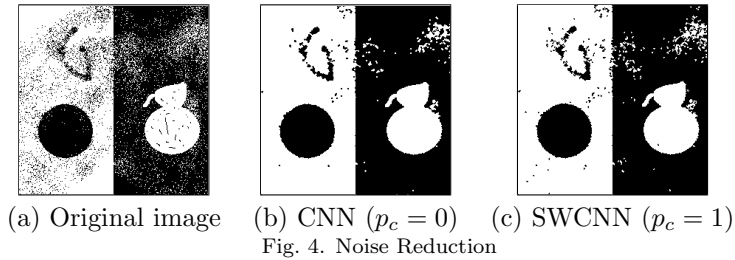 (a) Original image (b) CNN (p_c = 0) (c) SWCNN (p_c = 1)
Fig. 4. Noise Reduction